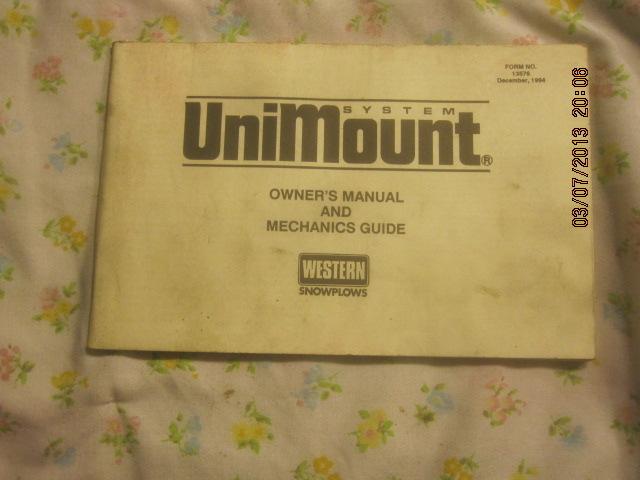 FORM NO.
13576
December, 1994
SYSTEM
UniMount®
OWNER'S MANUAL
AND
MECHANICS GUIDE
WESTERN
SNOWPLOWS
03/07/2013 20:06